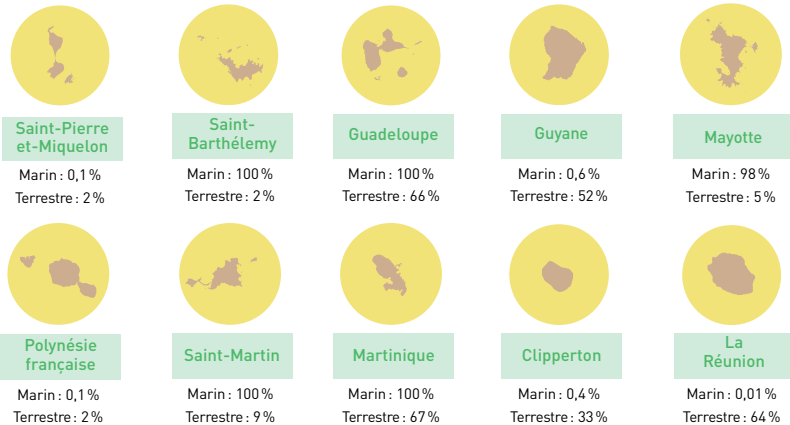 Saint-Pierre
et-Miquelon
Marin : 0,1 %
Terrestre : 2 %
Saint-
Barthélemy
Marin : 100 %
Terrestre : 2 %
Guadeloupe
Marin : 100 %
Terrestre : 66 %
Guyane
Marin : 0,6 %
Terrestre : 52 %
Mayotte
Marin : 98 %
Terrestre : 5 %
Polynésie
française
Marin : 0,1 %
Terrestre : 2 %
Saint-Martin
Marin : 100 %
Terrestre : 9 %
Martinique
Marin : 100 %
Terrestre : 67 %
Clipperton
Marin : 0,4 %
Terrestre : 33 %
La
Réunion
Marin : 0,01 %
Terrestre : 64 %